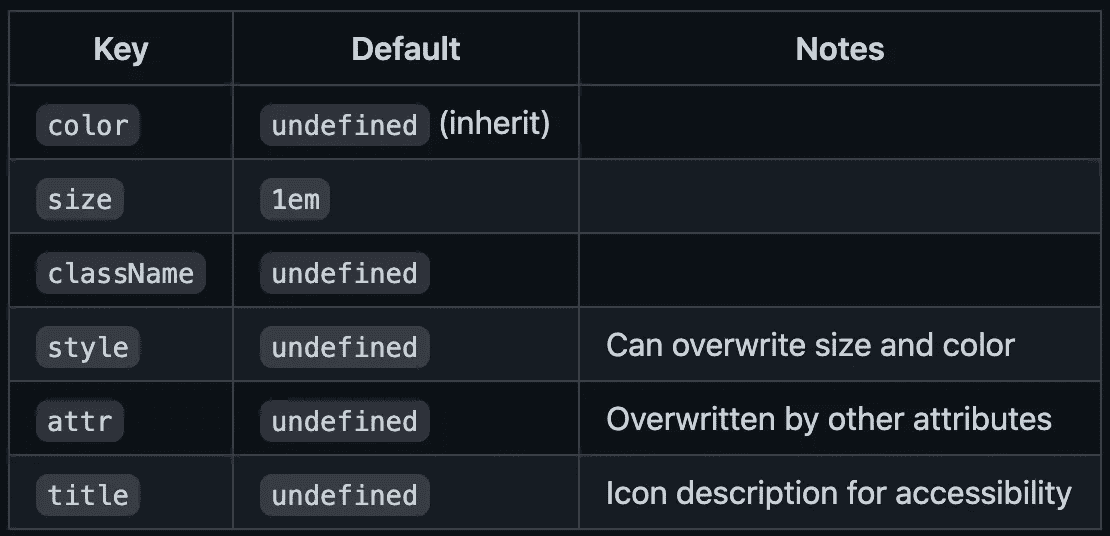 Key Default Notes
color undefined (inherit)
size 1em
className undefined
style undefined Can overwrite size and color
attr undefined Overwritten by other attributes
title undefined Icon description for accessibility